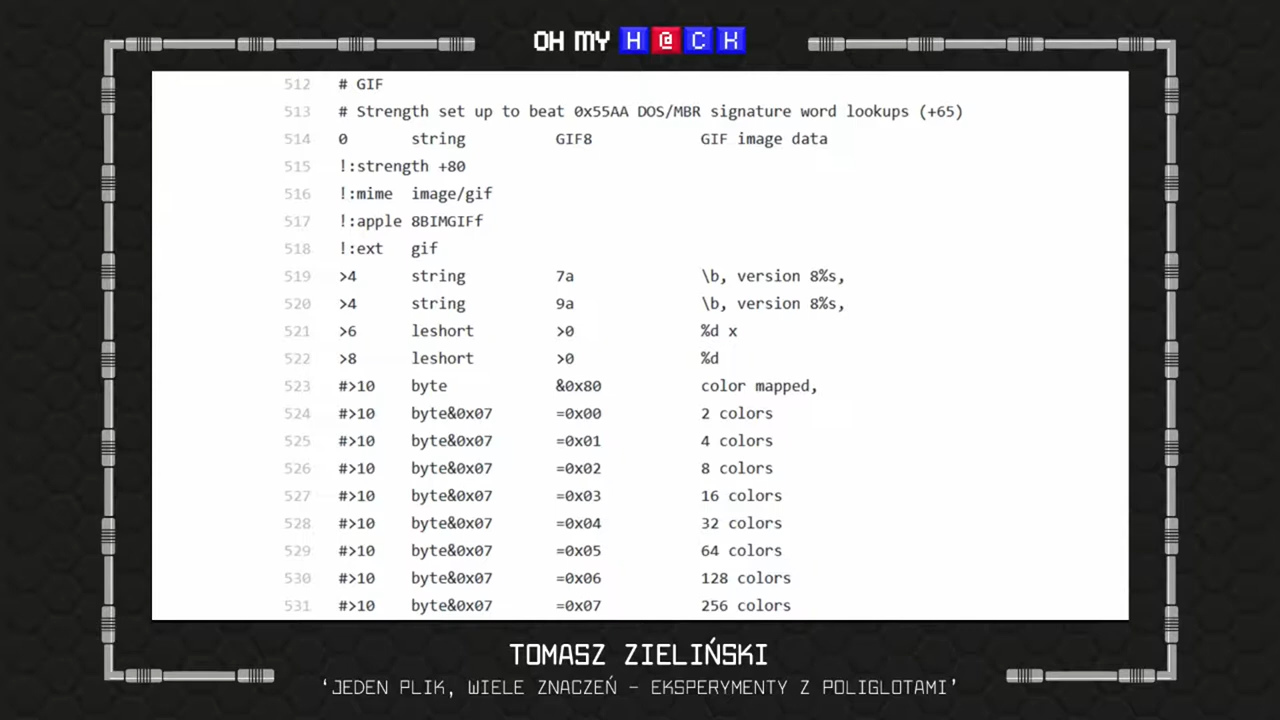 OH MY H@CK
512 # GIF
513 # Strength set up to beat 0x55AA DOS/MBR signature word lookups (+65)
514 0 string GIF8 GIF image data
515 !:strength +80
516 !:mime image/gif
517 !:apple 8BIMGIFf
518 !:ext gif
519 >4 string 7a \b, version 8%s,
520 >4 string 9a \b, version 8%s,
521 >6 leshort >0 %d x
522 >8 leshort >0 %d
523 #>10 byte &0x80 color mapped,
524 #>10 byte&0x07 =0x00 2 colors
525 #>10 byte&0x07 =0x01 4 colors
526 #>10 byte&0x07 =0x02 8 colors
527 #>10 byte&0x07 =0x03 16 colors
528 #>10 byte&0x07 =0x04 32 colors
529 #>10 byte&0x07 =0x05 64 colors
530 #>10 byte&0x07 =0x06 128 colors
531 #>10 byte&0x07 =0x07 256 colors
TOMASZ ZIELIŃSKI
'JEDEN PLIK, WIELE ZNACZEŃ - EKSPERYMENTY Z POLIGLOTAMI'